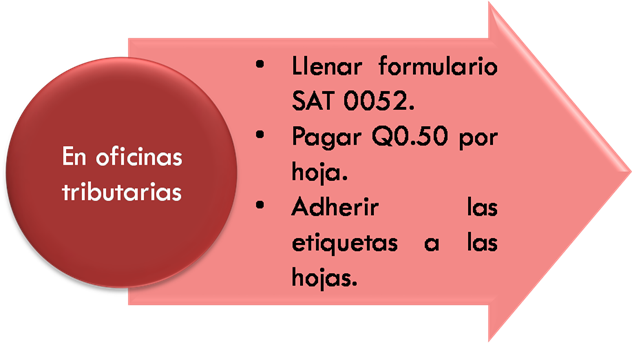 En oficinas
tributarias
• Llenar formulario
SAT 0052.
• Pagar Q0.50 por
hoja.
• Adherir las
etiquetas a las
hojas.